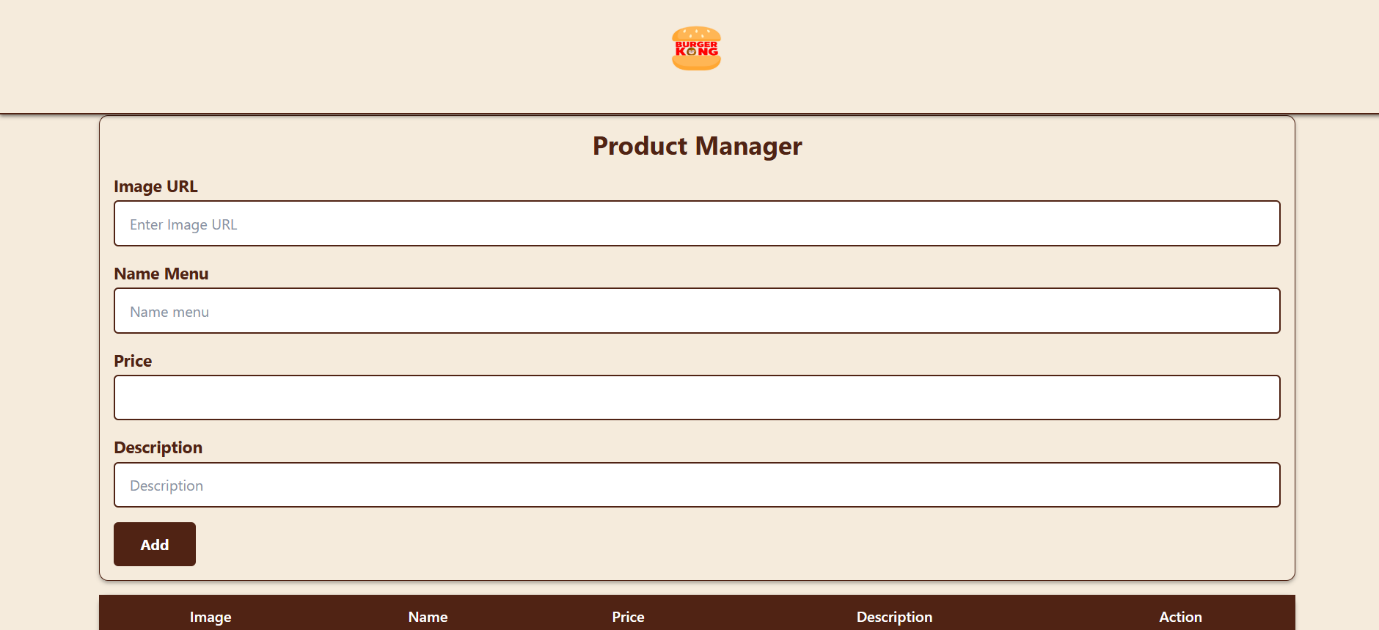 BURGER
KONG
Product Manager
Image URL
Enter Image URL
Name Menu
Name menu
Price
Description
Description
Add
Image Name Price Description Action